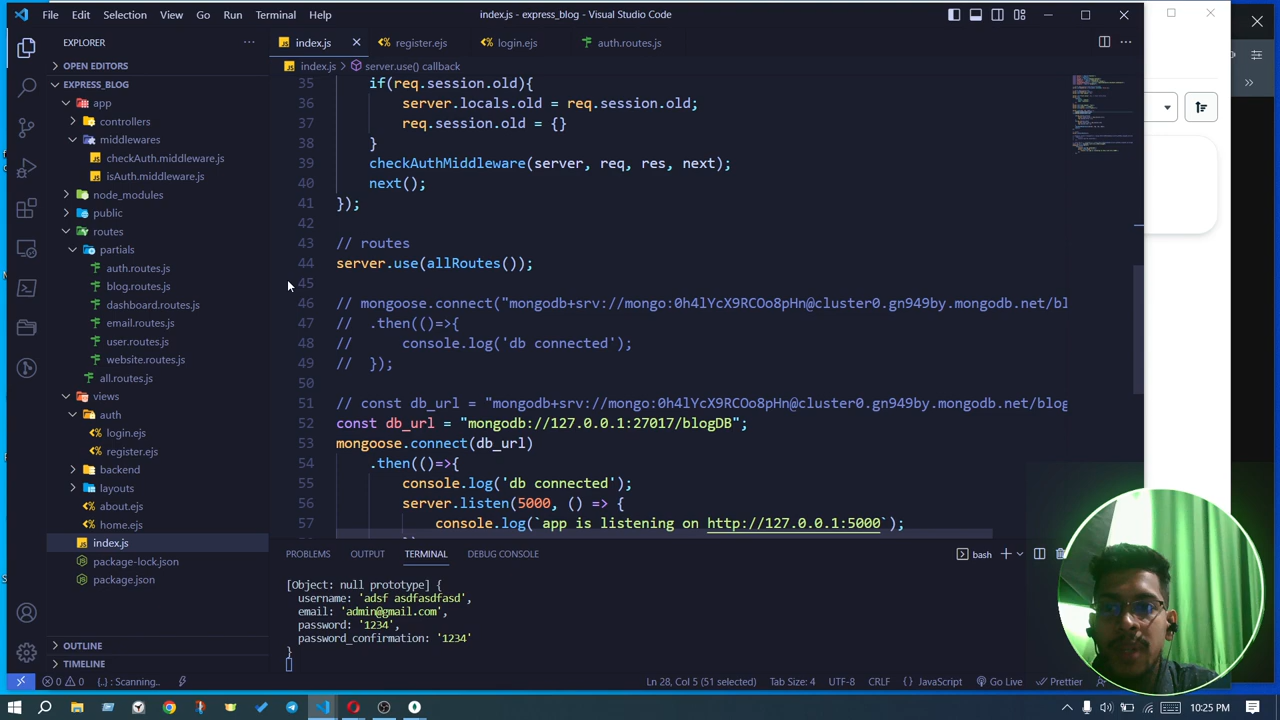 File Edit Selection View Go Run Terminal Help
index.js - express_blog - Visual Studio Code
EXPLORER
OPEN EDITORS
EXPRESS_BLOG
app
controllers
middlewares
checkAuth.middleware.js
isAuth.middleware.js
node_modules
public
routes
partials
auth.routes.js
blog.routes.js
dashboard.routes.js
email.routes.js
user.routes.js
website.routes.js
all.routes.js
views
auth
login.ejs
register.ejs
backend
layouts
about.ejs
home.ejs
index.js
package-lock.json
package.json
OUTLINE
TIMELINE
index.js register.ejs login.ejs auth.routes.js
index.js server.use() callback
35 if(req.session.old){
36 server.locals.old = req.session.old;
37 req.session.old = {}
38 }
39 checkAuthMiddleware(server, req, res, next);
40 next();
41 });
42
43 // routes
44 server.use(allRoutes());
45
46 // mongoose.connect("mongodb+srv://mongo:0h4lYcX9RCOo8pHn@cluster0.gn949by.mongodb.net/bl
47 // .then(()=>{
48 // console.log('db connected');
49 // });
50
51 // const db_url = "mongodb+srv://mongo:0h4lYcX9RCOo8pHn@cluster0.gn949by.mongodb.net/blog
52 const db_url = "mongodb://127.0.0.1:27017/blogDB";
53 mongoose.connect(db_url)
54 .then(()=>{
55 console.log('db connected');
56 server.listen(5000, () => {
57 console.log(`app is listening on http://127.0.0.1:5000`);
PROBLEMS OUTPUT TERMINAL DEBUG CONSOLE
bash
[Object: null prototype] {
username: 'adsf asdfasdfasd',
email: 'admin@gmail.com',
password: '1234',
password_confirmation: '1234'
}
0 0 {..}: Scanning.. Ln 28, Col 5 (51 selected) Tab Size: 4 UTF-8 CRLF { } JavaScript Go Live Prettier
10:25 PM